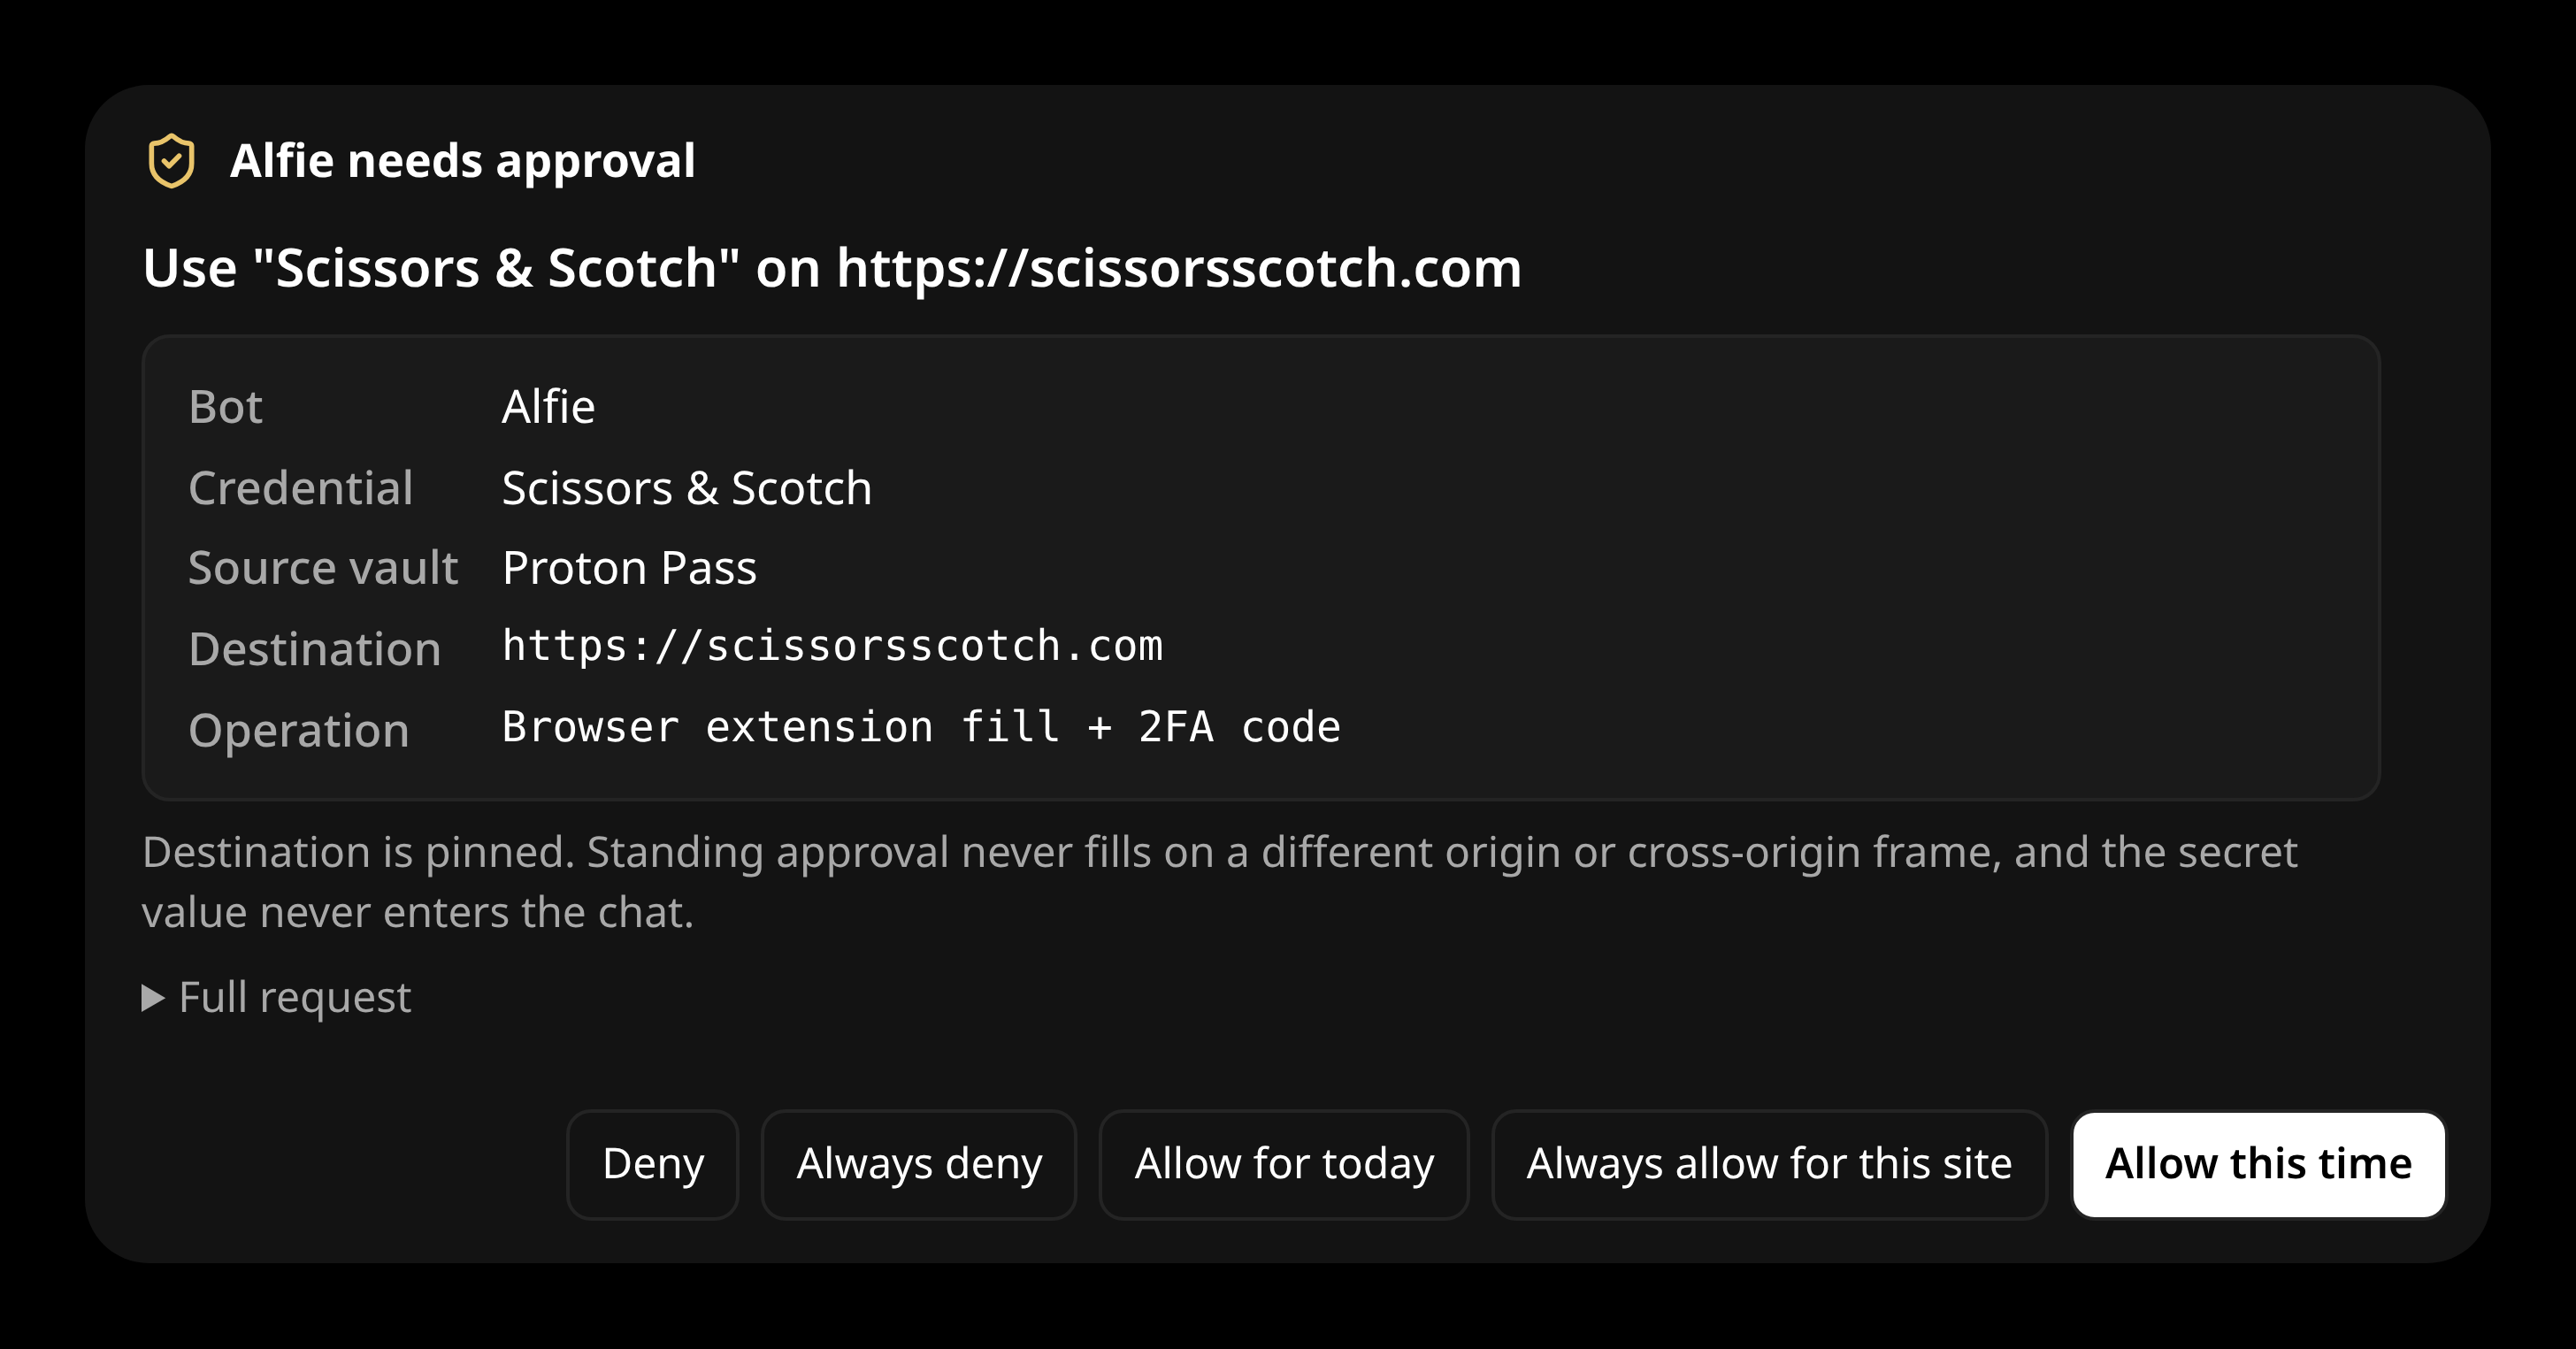 Alfie needs approval
Use "Scissors & Scotch" on https://scissorsscotch.com
Bot Alfie
Credential Scissors & Scotch
Source vault Proton Pass
Destination https://scissorsscotch.com
Operation Browser extension fill + 2FA code
Destination is pinned. Standing approval never fills on a different origin or cross-origin frame, and the secret
value never enters the chat.
Full request
Deny Always deny Allow for today Always allow for this site Allow this time